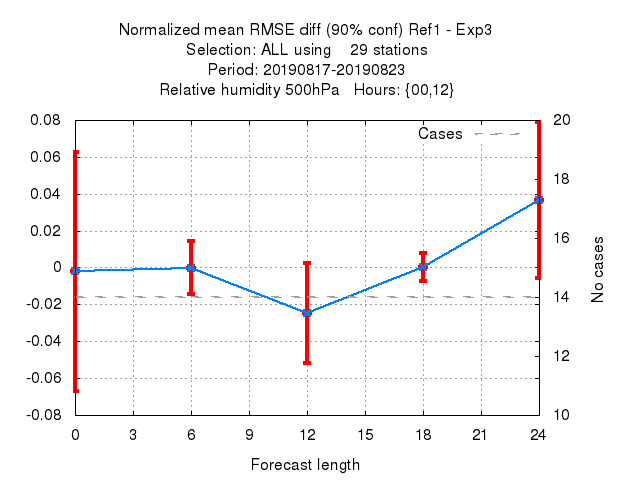 Normalized mean RMSE diff (90% conf) Ref1 - Exp3
Selection: ALL using    29 stations
Period: 20190817-20190823
Relative humidity 500hPa   Hours: {00,12}
Cases
0.08
0.06
0.04
0.02
0
-0.02
-0.04
-0.06
-0.08
20
18
16
14
12
10
No cases
0 3 6 9 12 15 18 21 24
Forecast length